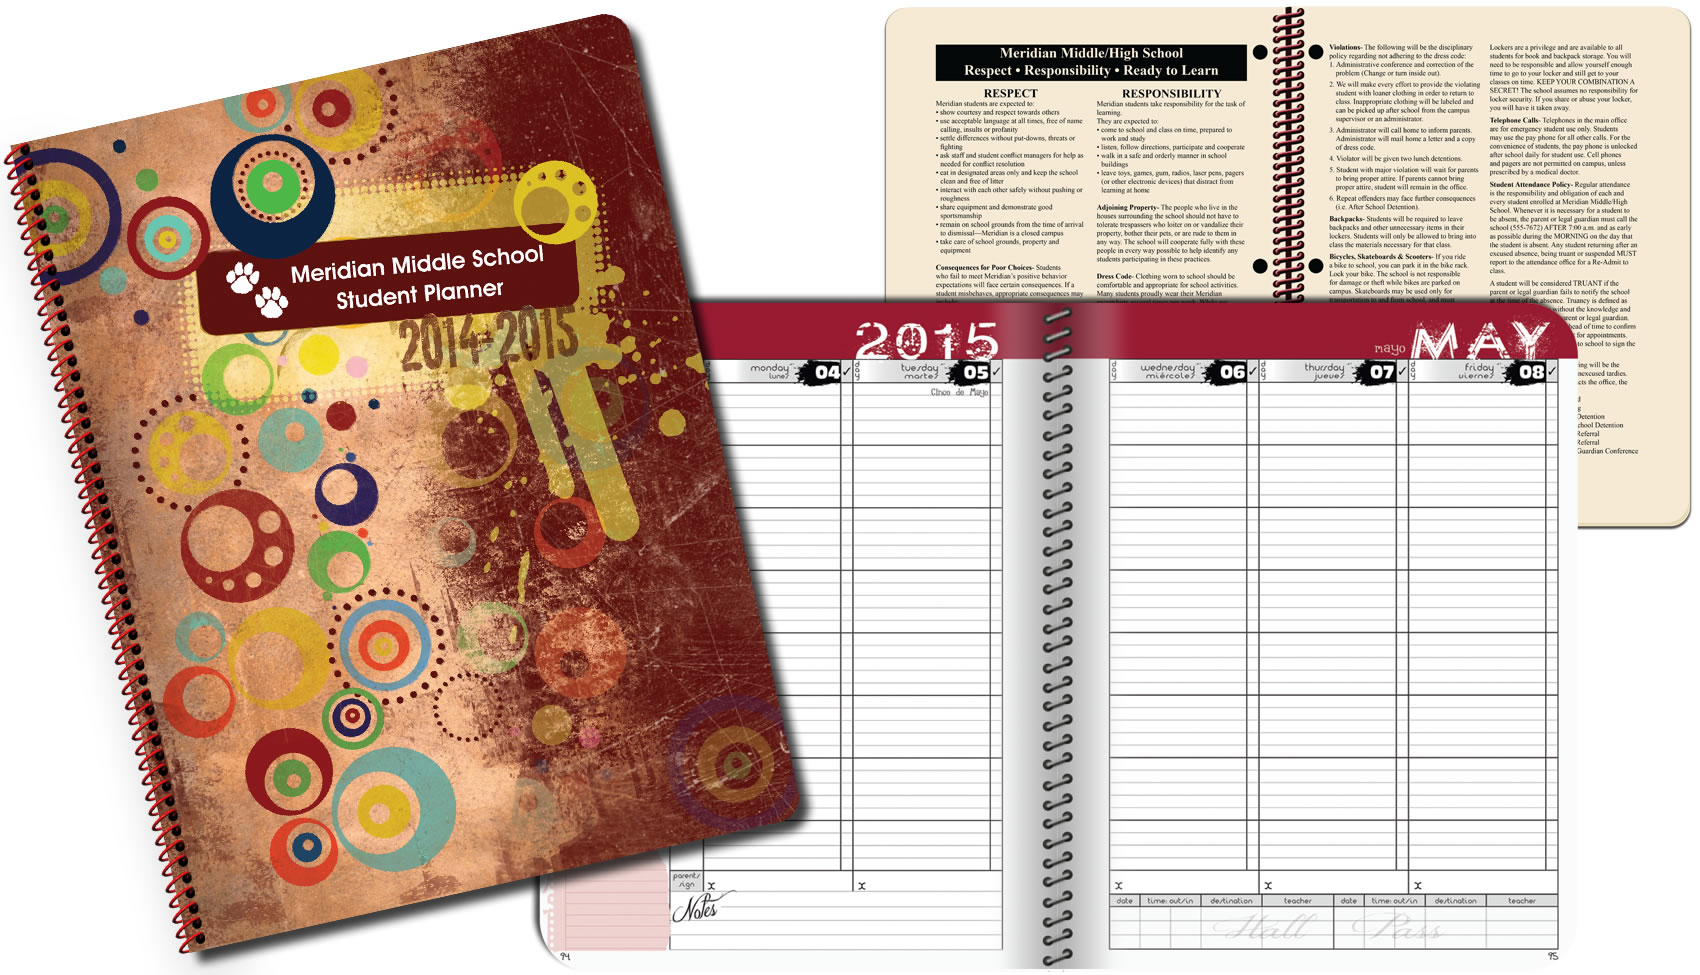 Meridian Middle School
Student Planner
2014-2015
Meridian Middle/High School
Respect • Responsibility • Ready to Learn
RESPECT
Meridian students are expected to:
• show courtesy and respect towards others
• use acceptable language at all times, free of name
calling, insults or profanity
• settle differences without put-downs, threats or
fighting
• ask staff and student conflict managers for help as
needed for conflict resolution
• eat in designated areas only and keep the school
clean and free of litter
• interact with each other safely without pushing or
roughness
• share equipment and demonstrate good
sportsmanship
• remain on school grounds from the time of arrival
to dismissal—Meridian is a closed campus
• take care of school grounds, property and
equipment
Consequences for Poor Choices- Students
who fail to meet Meridian's positive behavior
expectations will face certain consequences. If a
student misbehaves, appropriate consequences may
RESPONSIBILITY
Meridian students take responsibility for the task of
learning.
They are expected to:
• come to school and class on time, prepared to
work and study
• listen, follow directions, participate and cooperate
• walk in a safe and orderly manner in school
buildings
• leave toys, games, gum, radios, laser pens, pagers
(or other electronic devices) that distract from
learning at home
Adjoining Property- The people who live in the
houses surrounding the school should not have to
tolerate trespassers who loiter on or vandalize their
property, bother their pets, or are rude to them in
any way. The school will cooperate fully with these
people in every way possible to help identify any
students participating in these practices.
Dress Code- Clothing worn to school should be
comfortable and appropriate for school activities.
Many students proudly wear their Meridian
Violations- The following will be the disciplinary
policy regarding not adhering to the dress code:
1. Administrative conference and correction of the
problem (Change or turn inside out).
2. We will make every effort to provide the violating
student with loaner clothing in order to return to
class. Inappropriate clothing will be labeled and
can be picked up after school from the campus
supervisor or an administrator.
3. Administrator will call home to inform parents.
Administrator will mail home a letter and a copy
of dress code.
4. Violator will be given two lunch detentions.
5. Student with major violation will wait for parents
to bring proper attire. If parents cannot bring
proper attire, student will remain in the office.
6. Repeat offenders may face further consequences
(i.e. After School Detention).
Backpacks- Students will be required to leave
backpacks and other unnecessary items in their
lockers. Students will only be allowed to bring into
class the materials necessary for that class.
Bicycles, Skateboards & Scooters- If you ride
a bike to school, you can park it in the bike rack.
Lock your bike. The school is not responsible
for damage or theft while bikes are parked on
campus. Skateboards may be used only for
transportation to and from school, and must
Lockers are a privilege and are available to all
students for book and backpack storage. You will
need to be responsible and allow yourself enough
time to go to your locker and still get to your
classes on time. KEEP YOUR COMBINATION A
SECRET! The school assumes no responsibility for
locker security. If you share or abuse your locker,
you will have it taken away.
Telephone Calls- Telephones in the main office
are for emergency student use only. Students
may use the pay phone for all other calls. For the
convenience of students, the pay phone is unlocked
after school daily for student use. Cell phones
and pagers are not permitted on campus, unless
prescribed by a medical doctor.
Student Attendance Policy- Regular attendance
is the responsibility and obligation of each and
every student enrolled at Meridian Middle/High
School. Whenever it is necessary for a student to
be absent, the parent or legal guardian must call the
school (555-7672) AFTER 7:00 a.m. and as early
as possible during the MORNING on the day that
the student is absent. Any student returning after an
excused absence, being truant or suspended MUST
report to the attendance office for a Re-Admit to
class.
A student will be considered TRUANT if the
parent or legal guardian fails to notify the school
at the time of the absence. Truancy is defined as
without the knowledge and
or legal guardian.
ahead of time to confirm
for appointments.
to school to sign the
will be the
unexcused tardies.
the office, the
Detention
School Detention
Referral
Referral
Guardian Conference
2015
mayo MAY
monday
lunes
04 ✓
tuesday
martes
05 ✓
Cinco de Mayo
day
wednesday
miércoles
06 ✓
day
thursday
jueves
07 ✓
day
friday
viernes
08 ✓
parents
sign
x
x
x
x
x
Notes
date time: out/in destination teacher date time: out/in destination teacher
Hall Pass
94
95